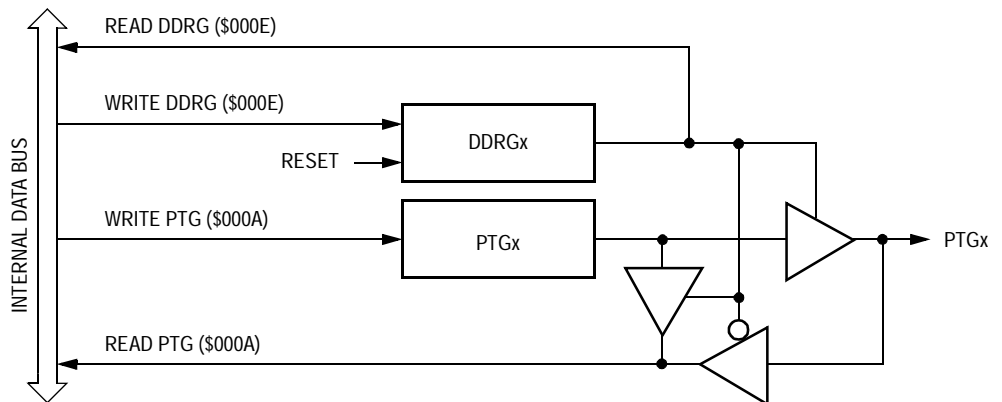 READ DDRG ($000E)
WRITE DDRG ($000E)
DDRGx
RESET
WRITE PTG ($000A)
PTGx
PTGx
READ PTG ($000A)
INTERNAL DATA BUS